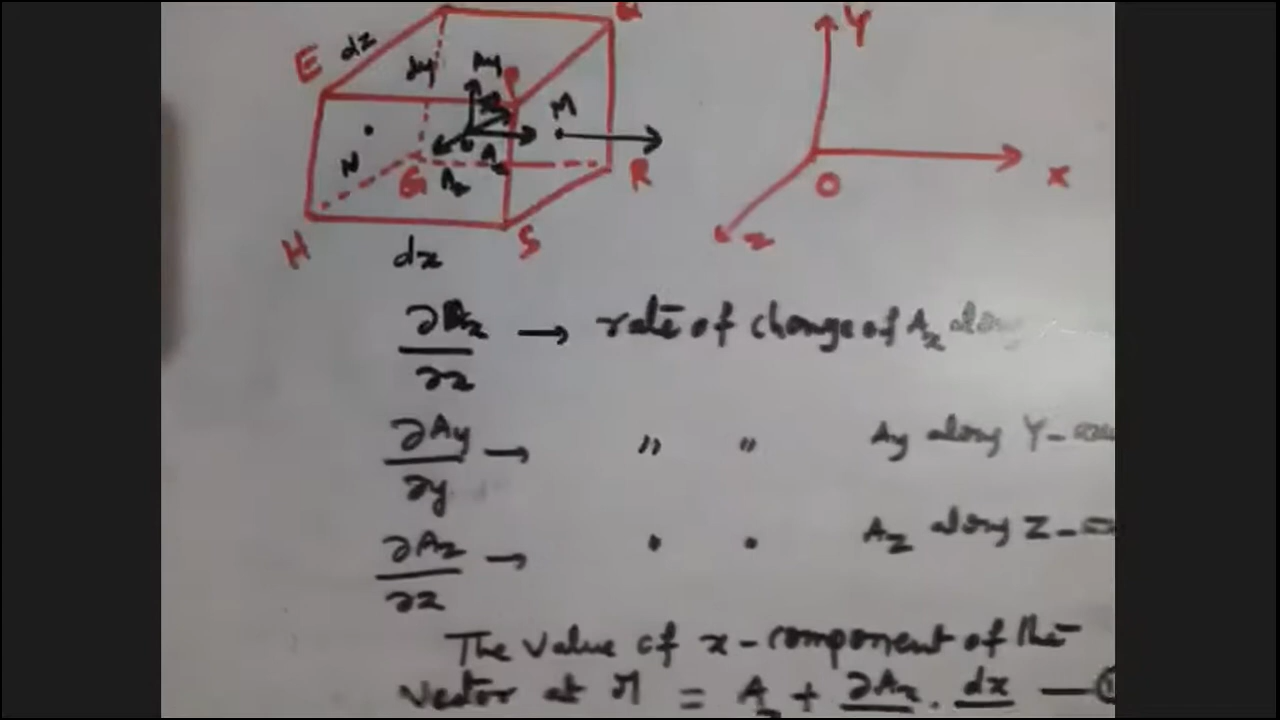 Q
Y
E
dz
dy
Ay
P
M
N
G
R
O
x
z
H
S
dx
∂Ax/∂x → rate of change of Ax
∂Ay/∂y → " " Ay along Y-
∂Az/∂z → " " Az along Z-
The value of x-component of the
vector at M = Ax + ∂Ax . dx —